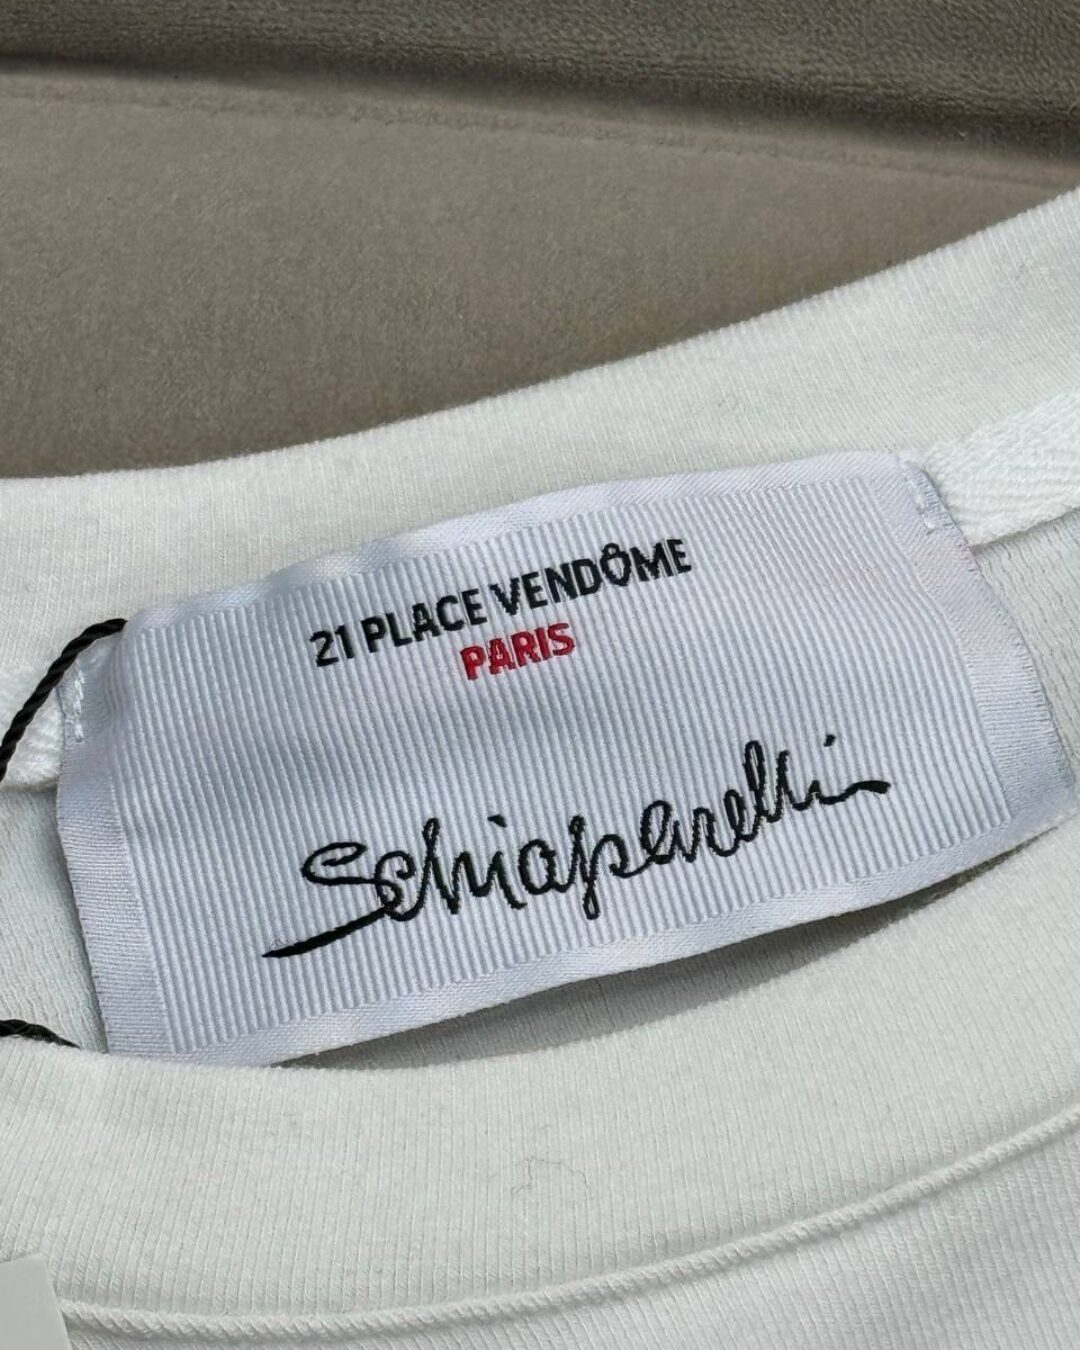 21 PLACE VENDÔME
PARIS
Schiaparelli